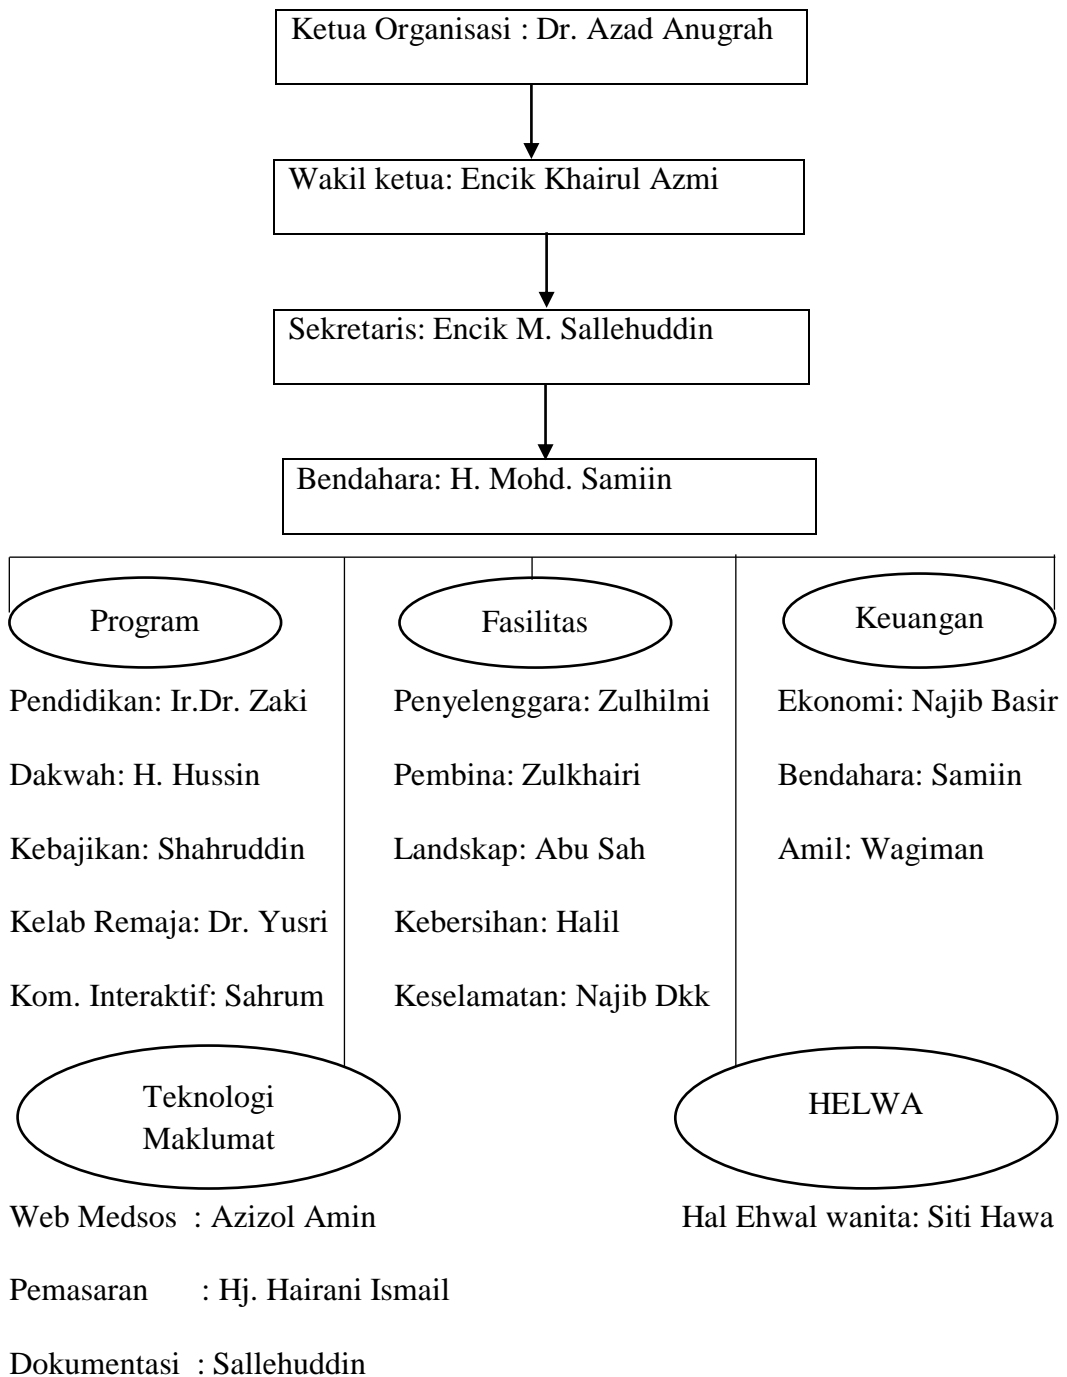 Ketua Organisasi : Dr. Azad Anugrah
Wakil ketua: Encik Khairul Azmi
Sekretaris: Encik M. Sallehuddin
Bendahara: H. Mohd. Samiin
Program
Pendidikan: Ir.Dr. Zaki
Dakwah: H. Hussin
Kebajikan: Shahruddin
Kelab Remaja: Dr. Yusri
Kom. Interaktif: Sahrum
Fasilitas
Penyelenggara: Zulhilmi
Pembina: Zulkhairi
Landskap: Abu Sah
Kebersihan: Halil
Keselamatan: Najib Dkk
Keuangan
Ekonomi: Najib Basir
Bendahara: Samiin
Amil: Wagiman
Teknologi
Maklumat
Web Medsos : Azizol Amin
Pemasaran : Hj. Hairani Ismail
Dokumentasi : Sallehuddin
HELWA
Hal Ehwal wanita: Siti Hawa